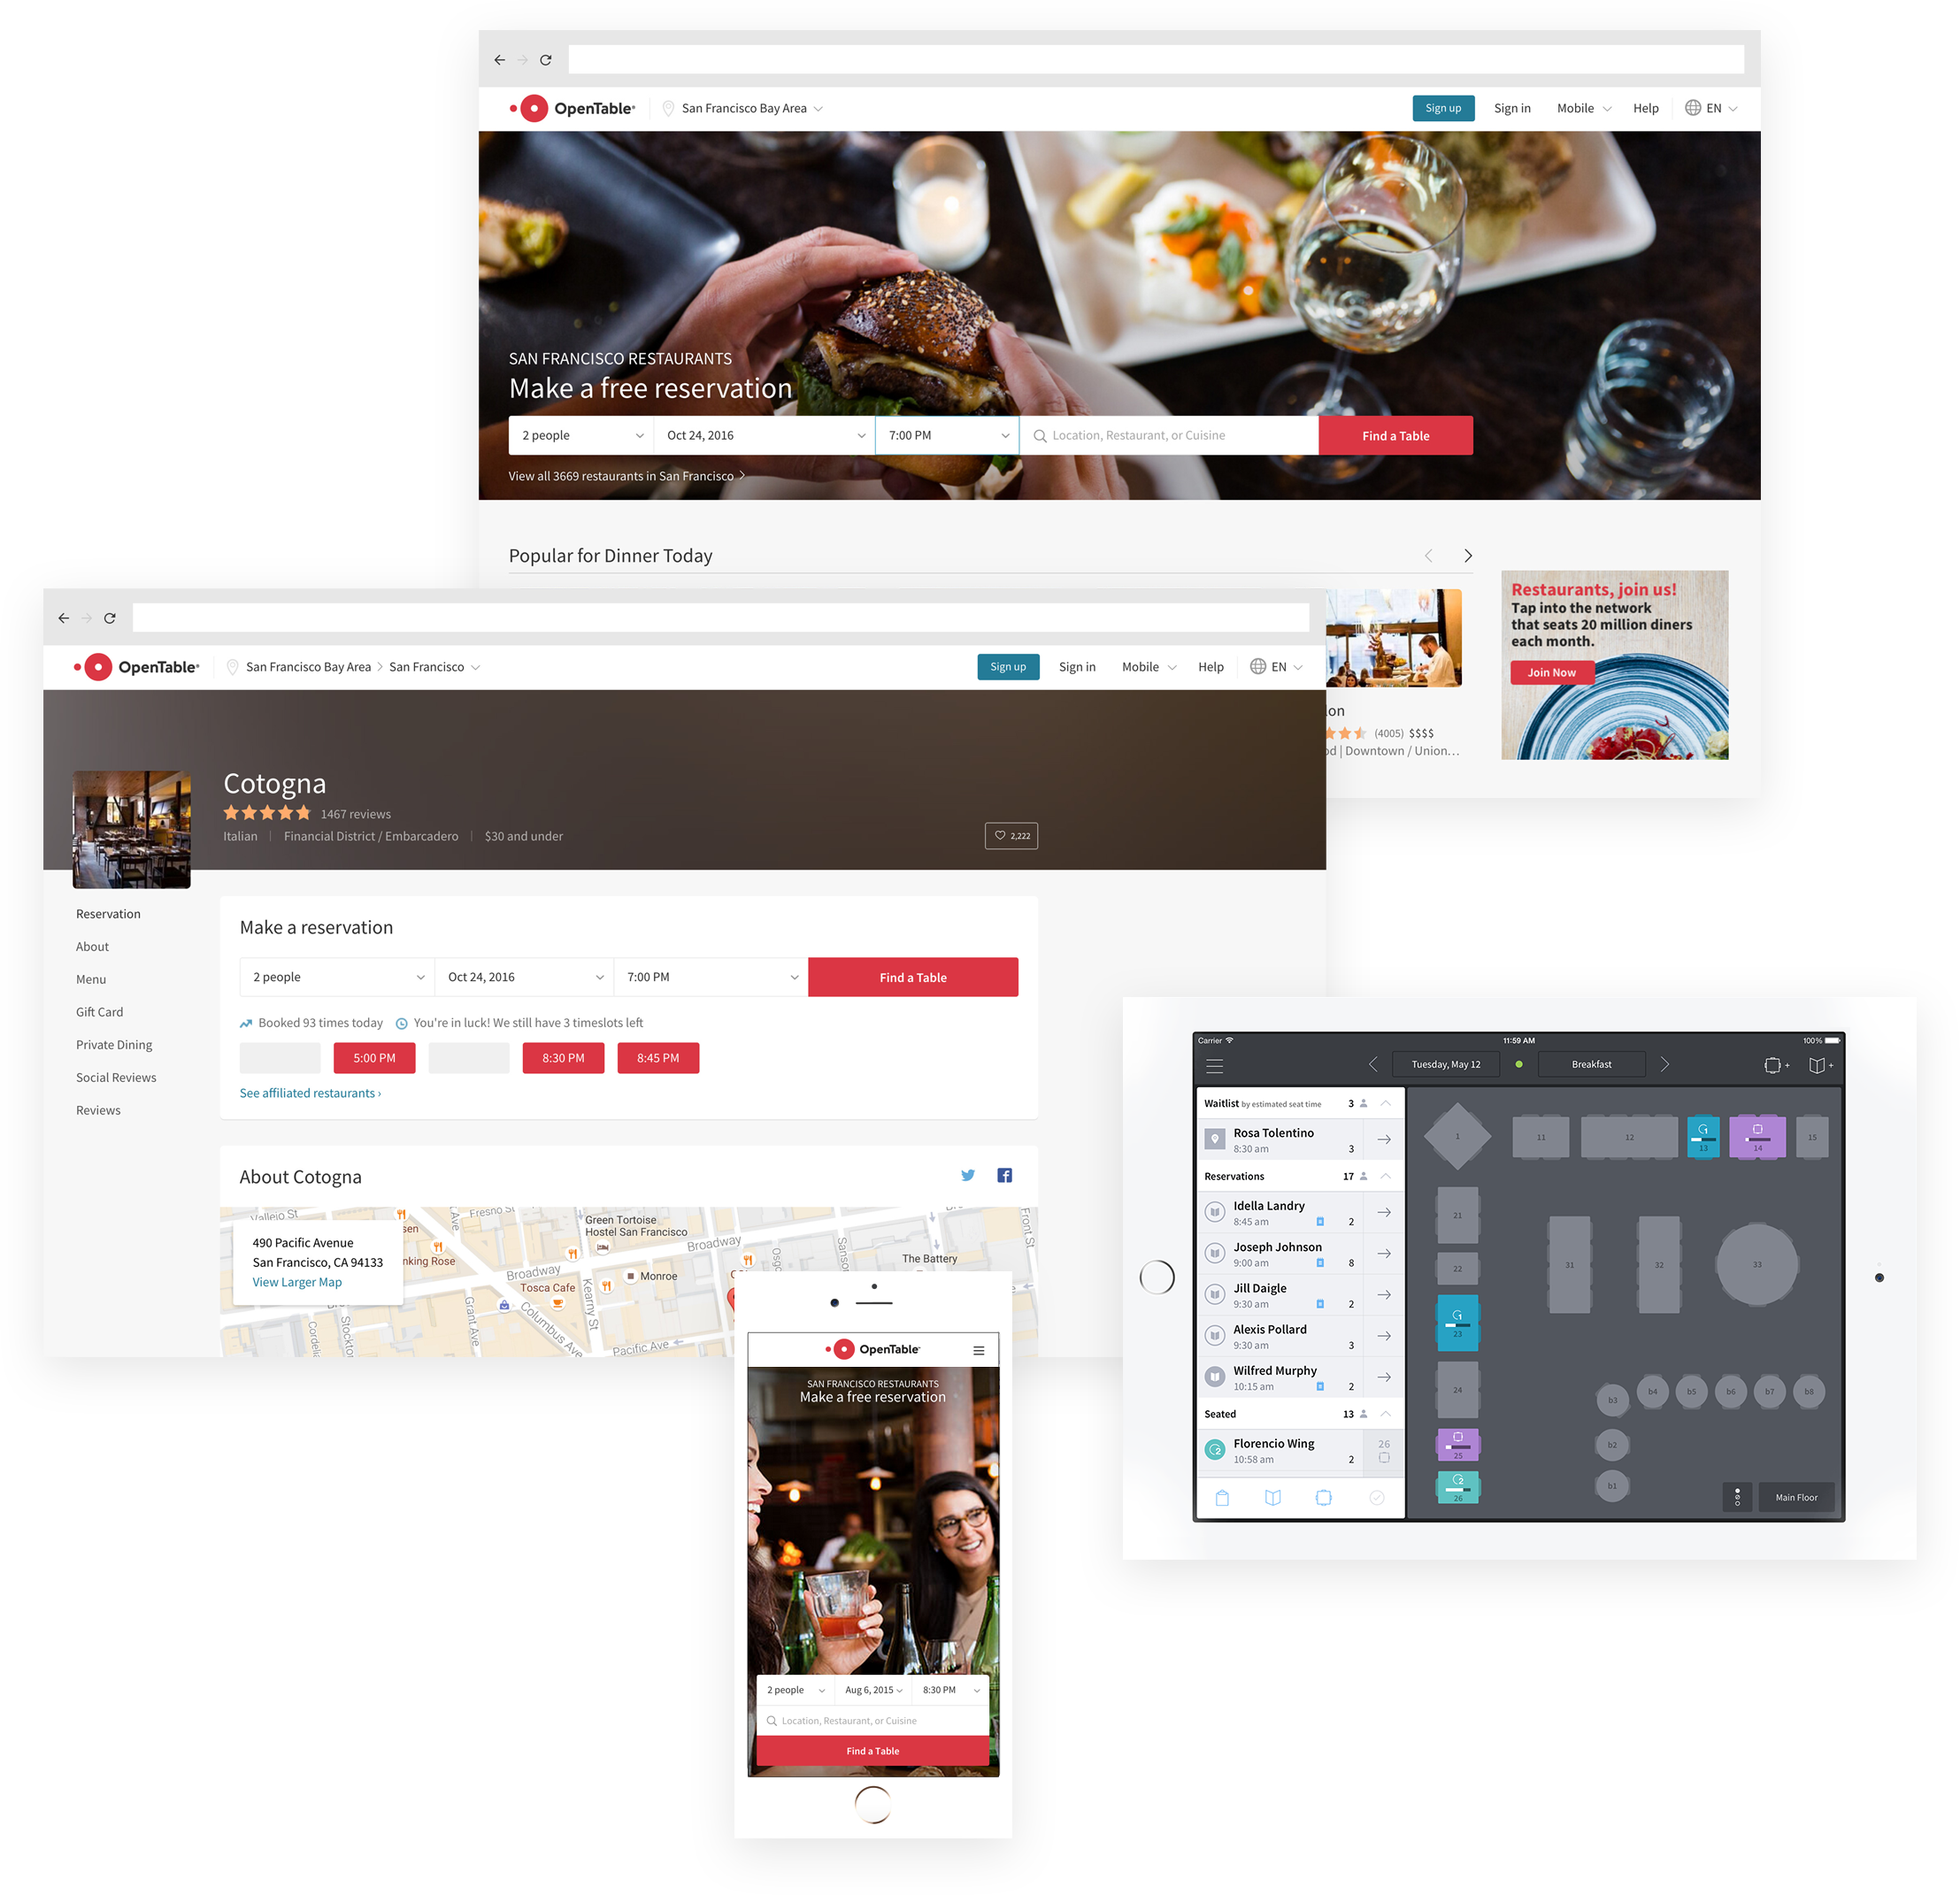 OpenTable®
San Francisco Bay Area
Sign up
Sign in
Mobile
Help
EN
SAN FRANCISCO RESTAURANTS
Make a free reservation
2 people
Oct 24, 2016
7:00 PM
Location, Restaurant, or Cuisine
Find a Table
View all 3669 restaurants in San Francisco
Popular for Dinner Today
(4005) $$$$
| Downtown / Union…
Restaurants, join us!
Tap into the network
that seats 20 million diners
each month.
Join Now
OpenTable®
San Francisco Bay Area > San Francisco
Sign up
Sign in
Mobile
Help
EN
Cotogna
1467 reviews
Italian | Financial District / Embarcadero | $30 and under
2,222
Reservation
About
Menu
Gift Card
Private Dining
Social Reviews
Reviews
Make a reservation
2 people
Oct 24, 2016
7:00 PM
Find a Table
Booked 93 times today
You're in luck! We still have 3 timeslots left
5:00 PM
8:30 PM
8:45 PM
See affiliated restaurants ›
About Cotogna
490 Pacific Avenue
San Francisco, CA 94133
View Larger Map
Vallejo St
Fresno St
Green Tortoise
Hostel San Francisco
Broadway
The Battery
Front St
Broadway
Monroe
Tosca Cafe
Kearny St
Columbus Ave
Grant Ave
Stockton
Pacific Ave
OpenTable®
SAN FRANCISCO RESTAURANTS
Make a free reservation
2 people
Aug 6, 2015
8:30 PM
Location, Restaurant, or Cuisine
Find a Table
Carrier
11:59 AM
100%
Tuesday, May 12
Breakfast
Waitlist by estimated seat time 3
Rosa Tolentino
8:30 am 3
Reservations 17
Idella Landry
8:45 am 2
Joseph Johnson
9:00 am 8
Jill Daigle
9:30 am 2
Alexis Pollard
9:30 am 3
Wilfred Murphy
10:15 am 2
Seated 13
Florencio Wing
10:58 am 2
26
1
11
12
1
13
14
15
21
22
1
23
24
25
2
26
31
32
33
b3
b4
b5
b6
b7
b8
b2
b1
Main Floor